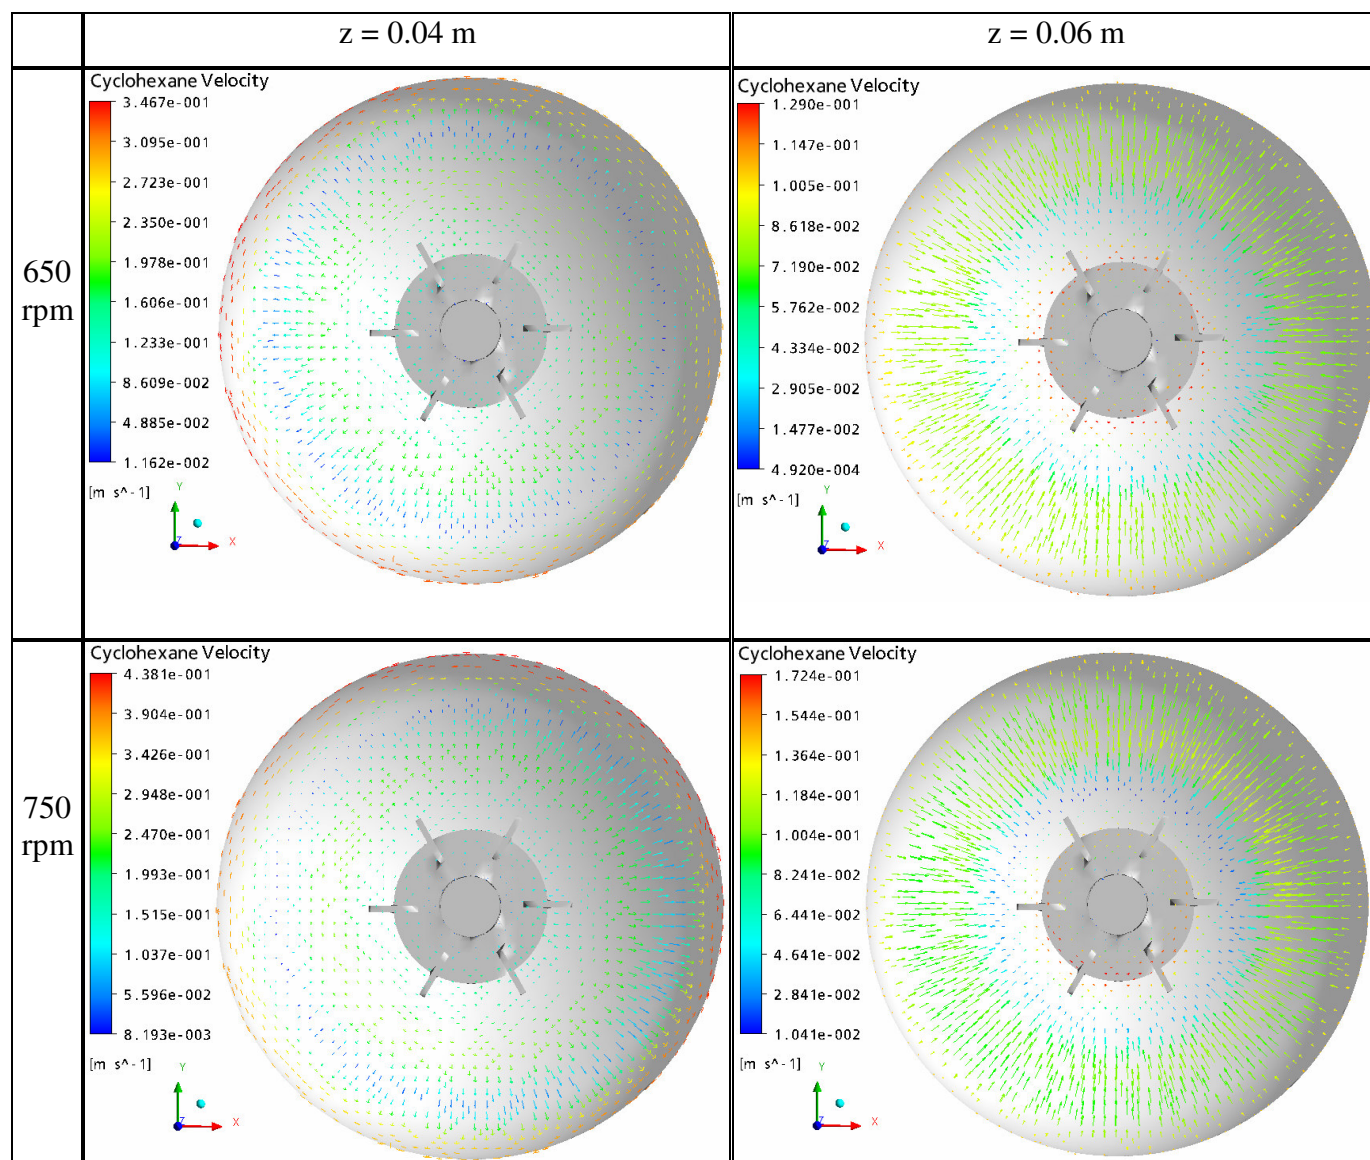 z = 0.04 m
z = 0.06 m
650
rpm
Cyclohexane Velocity
3.467e-001
3.095e-001
2.723e-001
2.350e-001
1.978e-001
1.606e-001
1.233e-001
8.609e-002
4.885e-002
1.162e-002
[m s^-1]
Y
Z
X
Cyclohexane Velocity
1.290e-001
1.147e-001
1.005e-001
8.618e-002
7.190e-002
5.762e-002
4.334e-002
2.905e-002
1.477e-002
4.920e-004
[m s^-1]
Y
Z
X
750
rpm
Cyclohexane Velocity
4.381e-001
3.904e-001
3.426e-001
2.948e-001
2.470e-001
1.993e-001
1.515e-001
1.037e-001
5.596e-002
8.193e-003
[m s^-1]
Y
Z
X
Cyclohexane Velocity
1.724e-001
1.544e-001
1.364e-001
1.184e-001
1.004e-001
8.241e-002
6.441e-002
4.641e-002
2.841e-002
1.041e-002
[m s^-1]
Y
Z
X